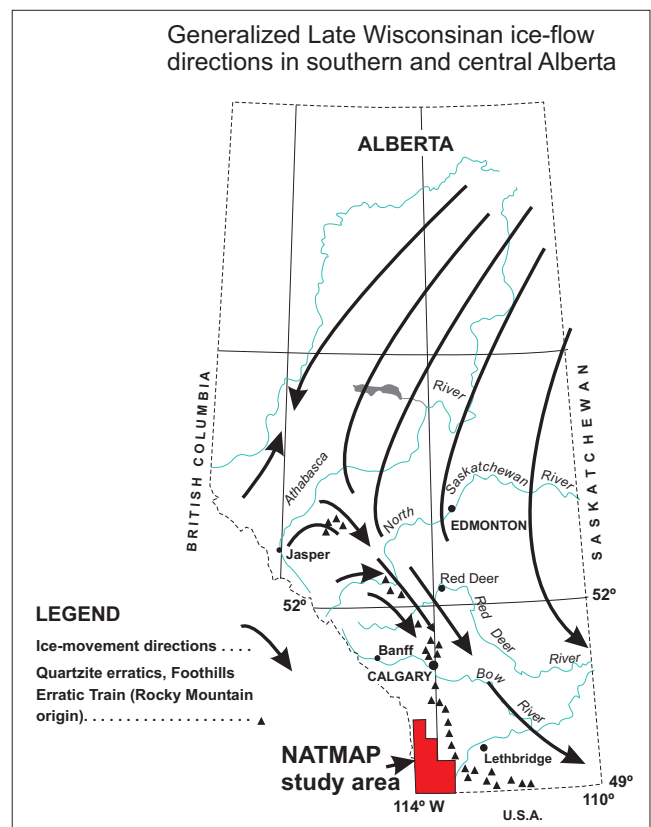 Generalized Late Wisconsinan ice-flow
directions in southern and central Alberta
ALBERTA
BRITISH COLUMBIA
SASKATCHEWAN
River
Athabasca
Saskatchewan
River
North
EDMONTON
Jasper
Red Deer
52º
52º
Red
Deer
River
LEGEND
Ice-movement directions . . . .
Quartzite erratics, Foothills
Erratic Train (Rocky Mountain
origin). . . . . . . . . . . . . . . . . . . .
Banff
CALGARY
Bow
River
NATMAP
study area
Lethbridge
49º
114º W
110º
U.S.A.